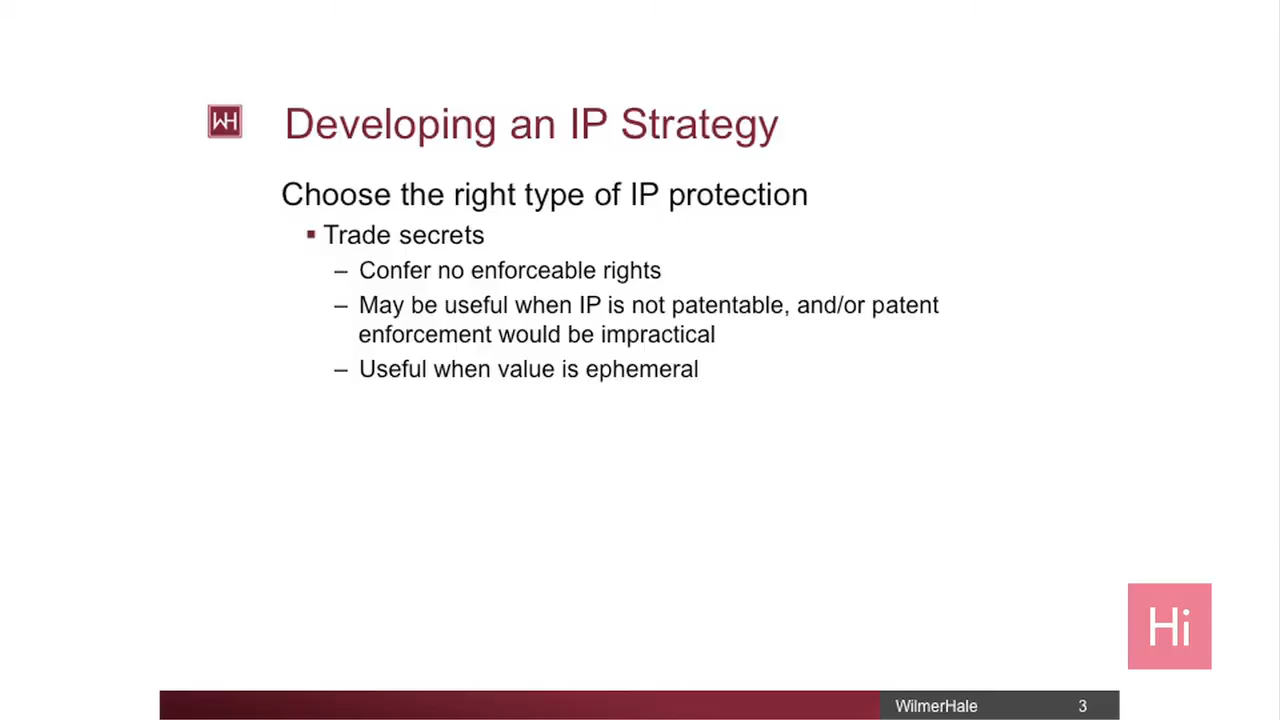 WH
Developing an IP Strategy
Choose the right type of IP protection
▪ Trade secrets
– Confer no enforceable rights
– May be useful when IP is not patentable, and/or patent
enforcement would be impractical
– Useful when value is ephemeral
Hi
WilmerHale 3